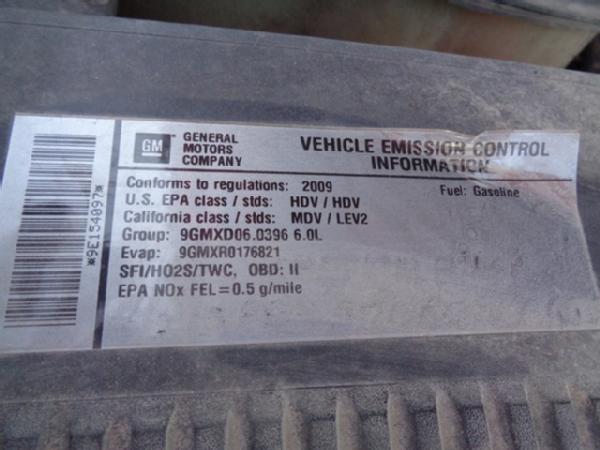 *9E154097*
GM
GENERAL
MOTORS
COMPANY
VEHICLE EMISSION CONTROL
INFORMATION
Conforms to regulations: 2009
Fuel: Gasoline
U.S. EPA class / stds: HDV / HDV
California class / stds: MDV / LEV2
Group: 9GMXD06.0396 6.0L
Evap: 9GMXR0176821
SFI/HO2S/TWC, OBD: II
EPA NOx FEL=0.5 g/mile